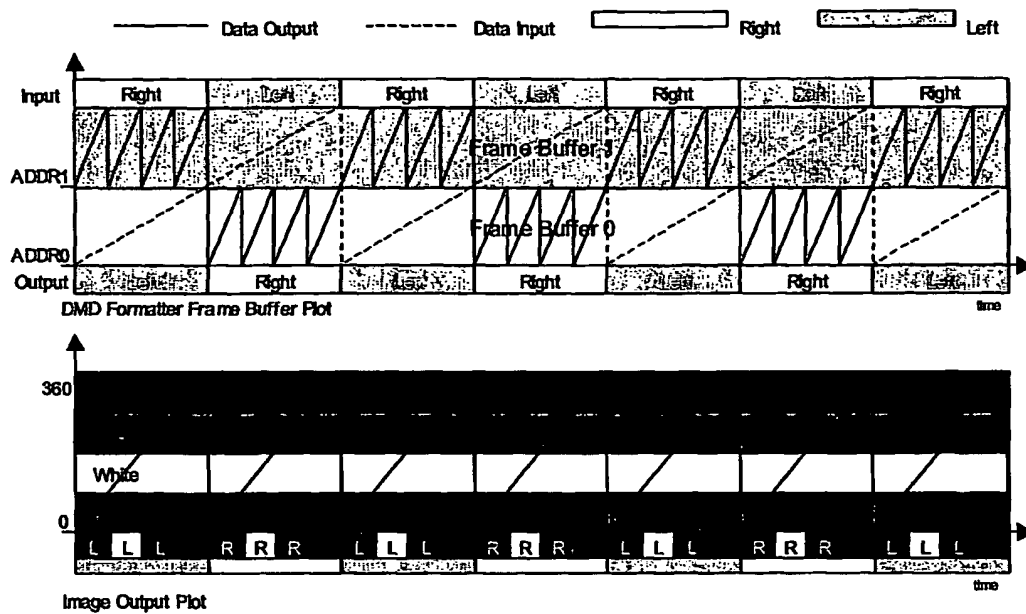 Data Output Data Input Right Left
Input Right Left Right Left Right Left Right
Frame Buffer 1
ADDR1
Frame Buffer 0
ADDR0
Output Left Right Left Right Left Right Left
DMD Formatter Frame Buffer Plot time
360
White
0
L L L R R R L L L R R R L L L R R R L L L
time
Image Output Plot